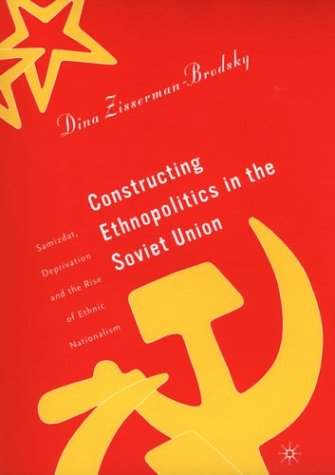 Dina Zisserman-Brodsky
Constructing
Ethnopolitics in the
Soviet Union
Samizdat,
Deprivation
and the Rise
of Ethnic
Nationalism